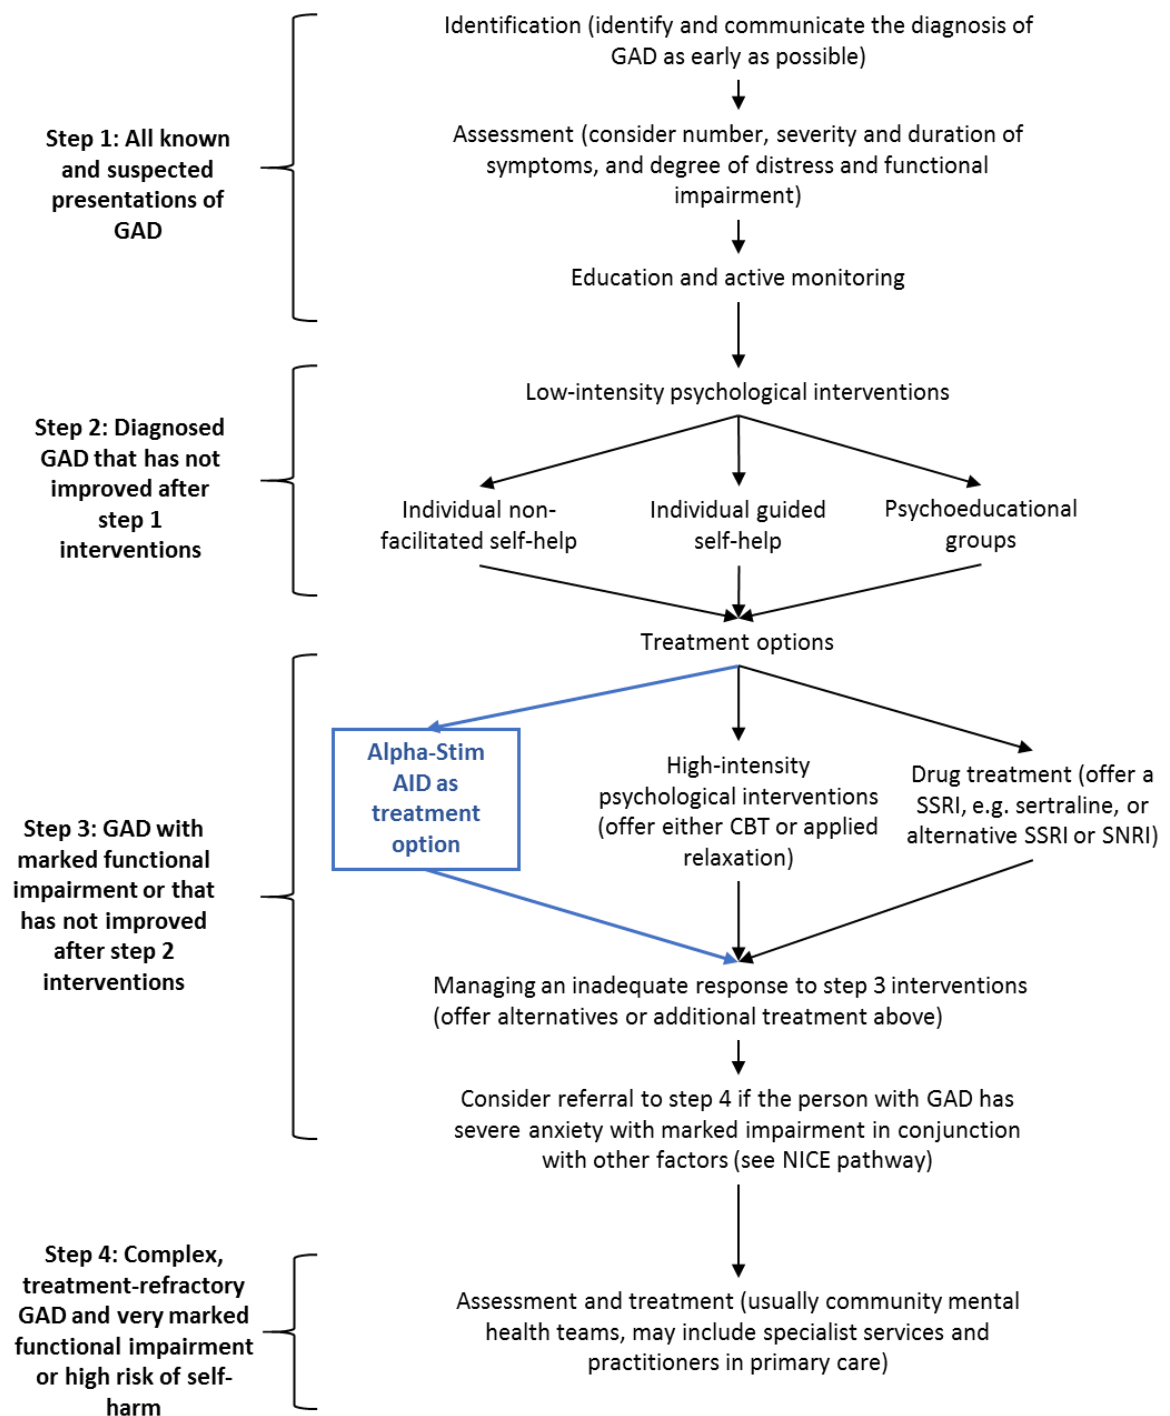 Identification (identify and communicate the diagnosis of
GAD as early as possible)
Step 1: All known
and suspected
presentations of
GAD
Assessment (consider number, severity and duration of
symptoms, and degree of distress and functional
impairment)
Education and active monitoring
Step 2: Diagnosed
GAD that has not
improved after
step 1
interventions
Low-intensity psychological interventions
Individual non-
facilitated self-help
Individual guided
self-help
Psychoeducational
groups
Step 3: GAD with
marked functional
impairment or that
has not improved
after step 2
interventions
Treatment options
Alpha-Stim
AID as
treatment
option
High-intensity
psychological interventions
(offer either CBT or applied
relaxation)
Drug treatment (offer a
SSRI, e.g. sertraline, or
alternative SSRI or SNRI)
Managing an inadequate response to step 3 interventions
(offer alternatives or additional treatment above)
Consider referral to step 4 if the person with GAD has
severe anxiety with marked impairment in conjunction
with other factors (see NICE pathway)
Step 4: Complex,
treatment-refractory
GAD and very marked
functional impairment
or high risk of self-
harm
Assessment and treatment (usually community mental
health teams, may include specialist services and
practitioners in primary care)